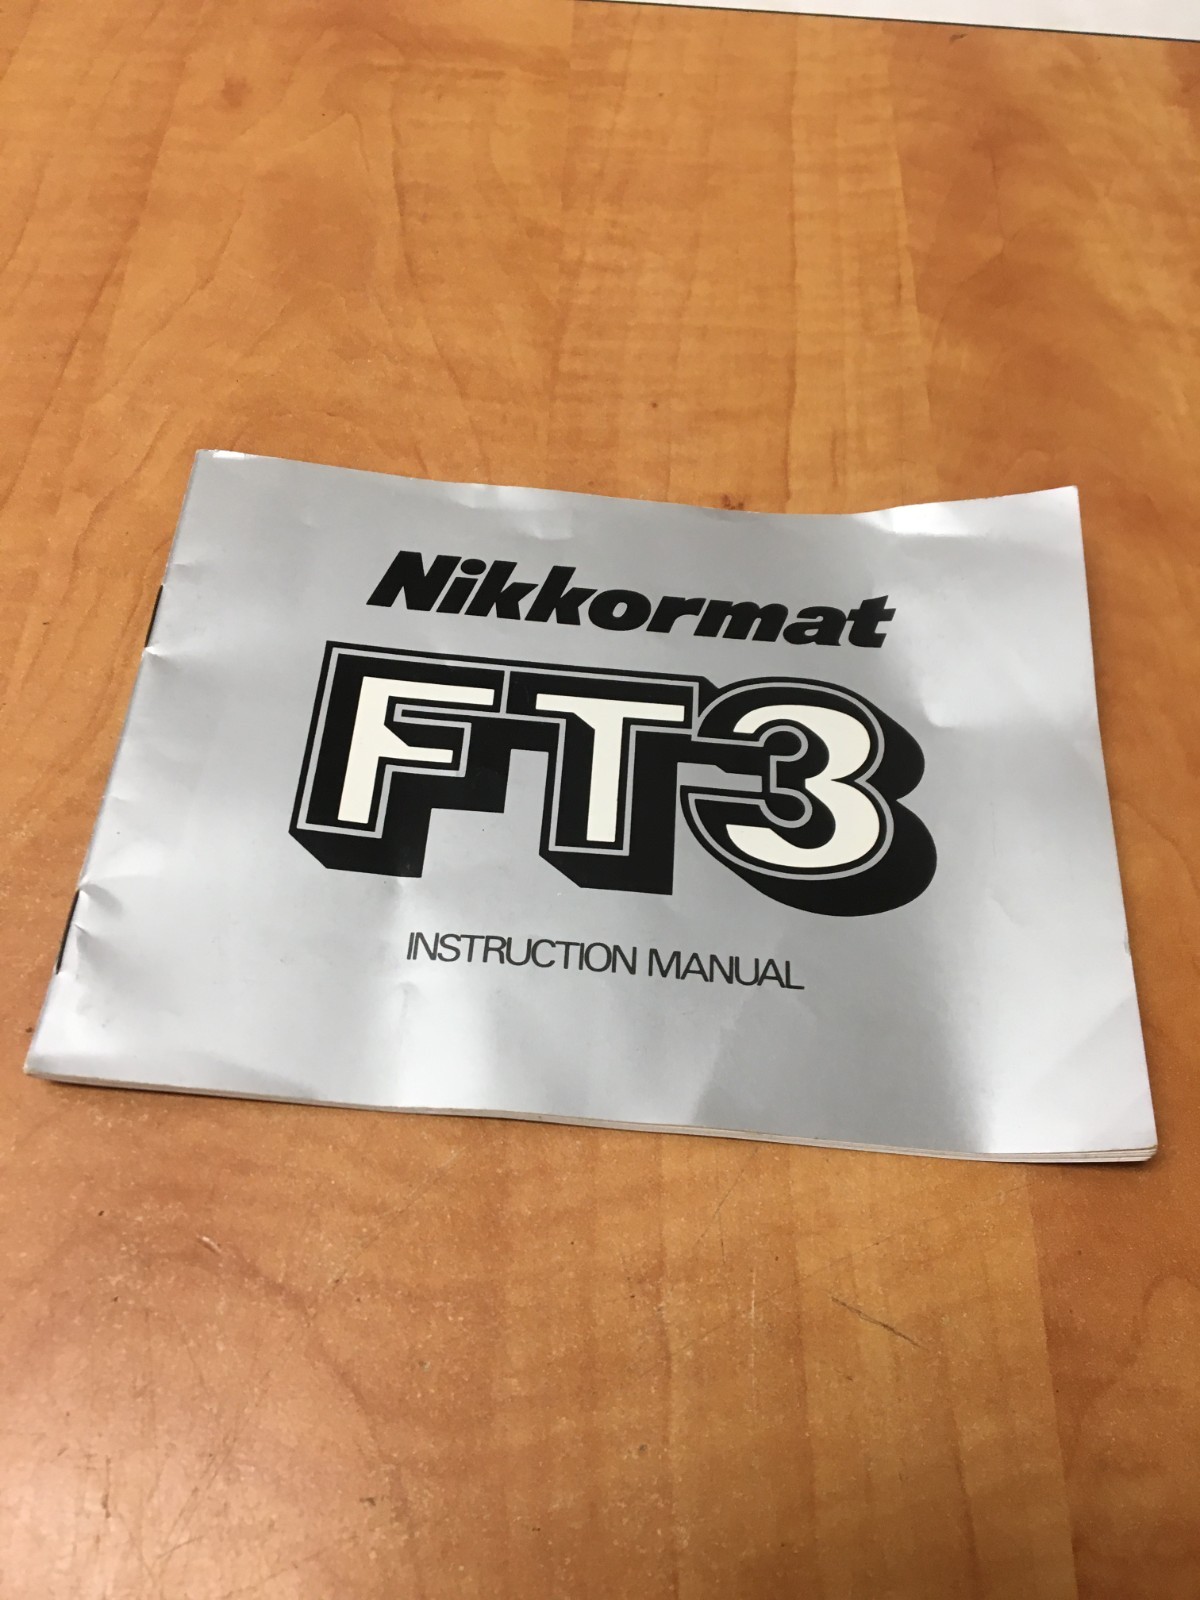 Nikkormat
FT3
INSTRUCTION MANUAL